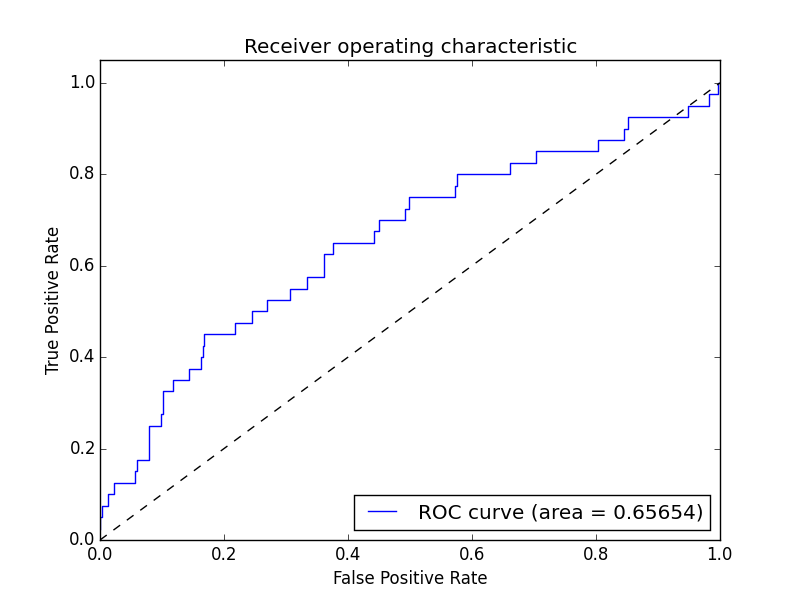 Receiver operating characteristic
True Positive Rate
1.0
0.8
0.6
0.4
0.2
0.0
ROC curve (area = 0.65654)
0.0 0.2 0.4 0.6 0.8 1.0
False Positive Rate